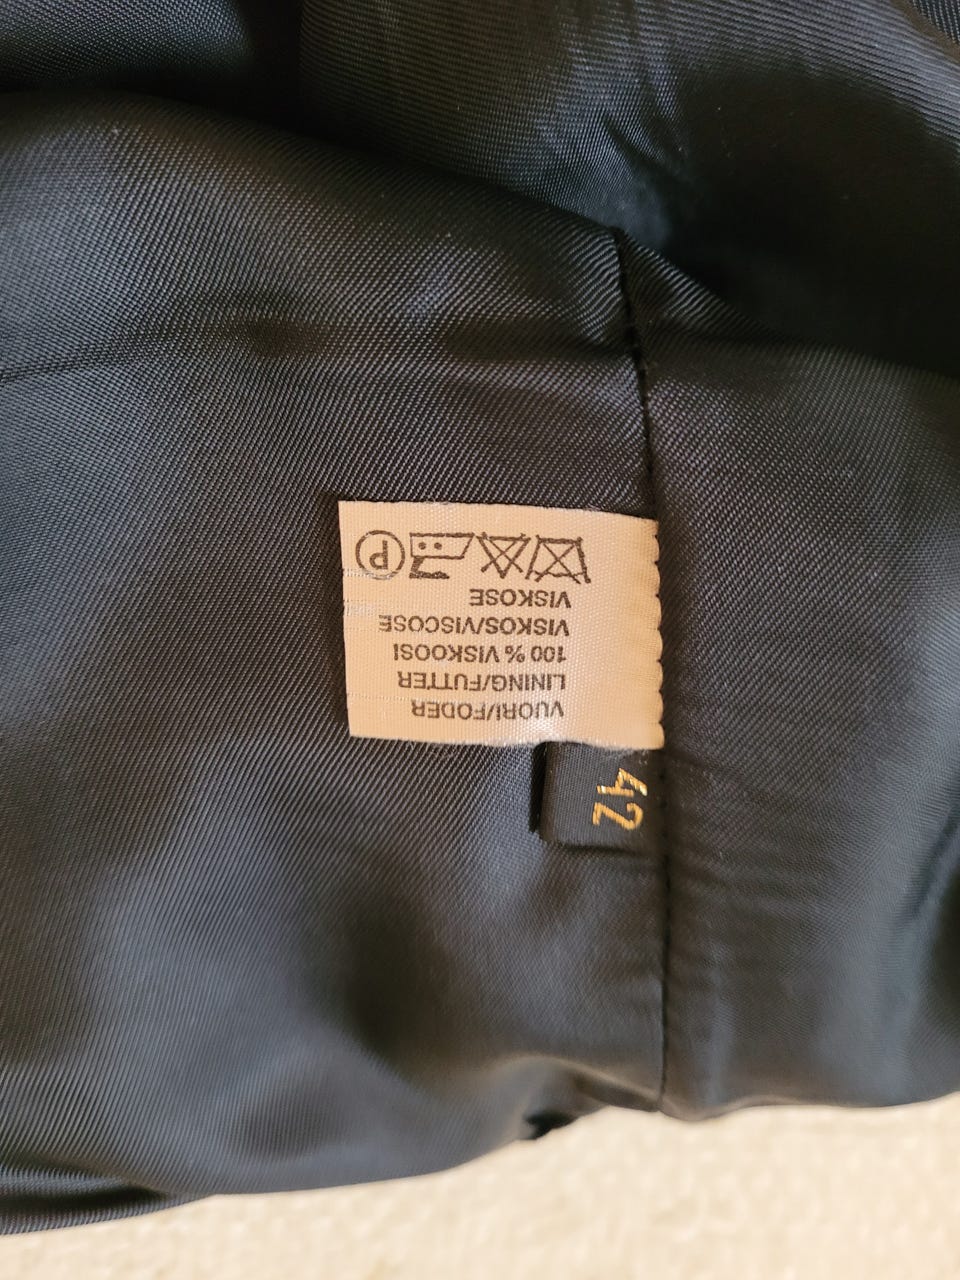 VUORI/FODER
LINING/FUTTER
100 % VISKOOSI
VISKOS/VISCOSE
VISKOSE
P
42